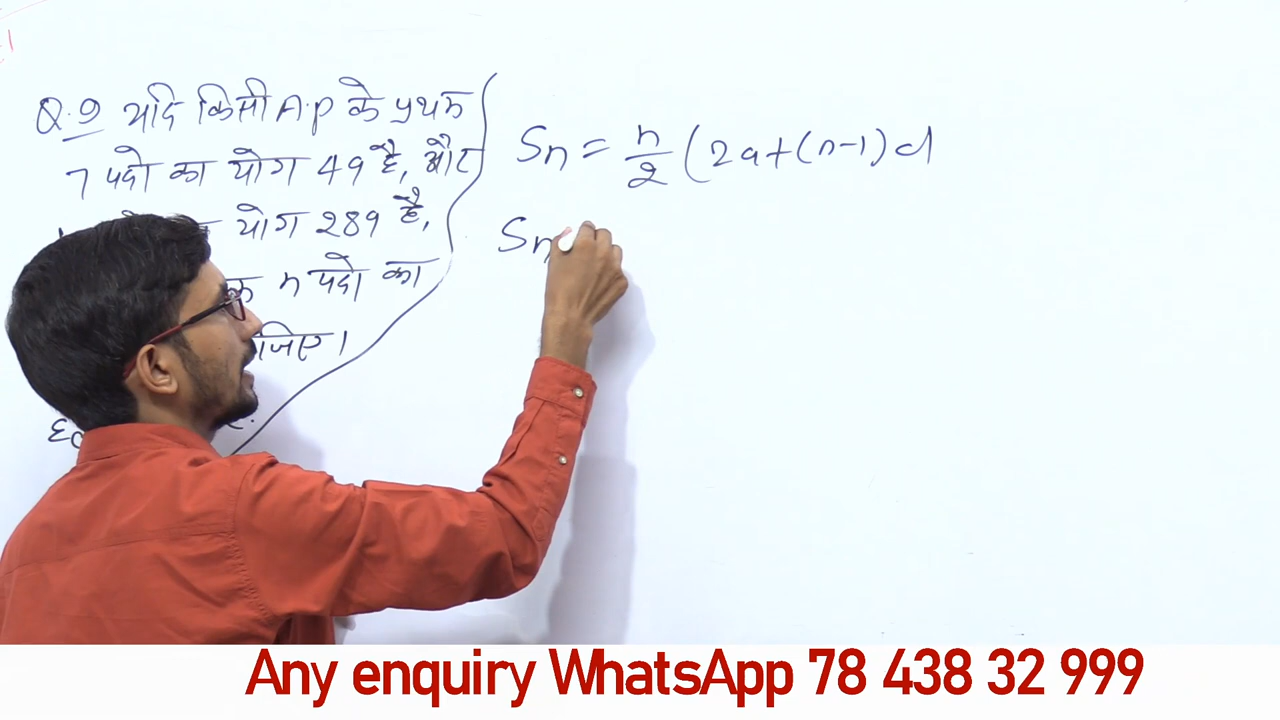 Q.9 यदि किसी A.P के प्रथम
7 पदो का योग 49 है, और
योग 289 है,
n पदो का
जिए।
Sn = n/2 (2a+(n-1)d
Sn
Any enquiry WhatsApp 78 438 32 999